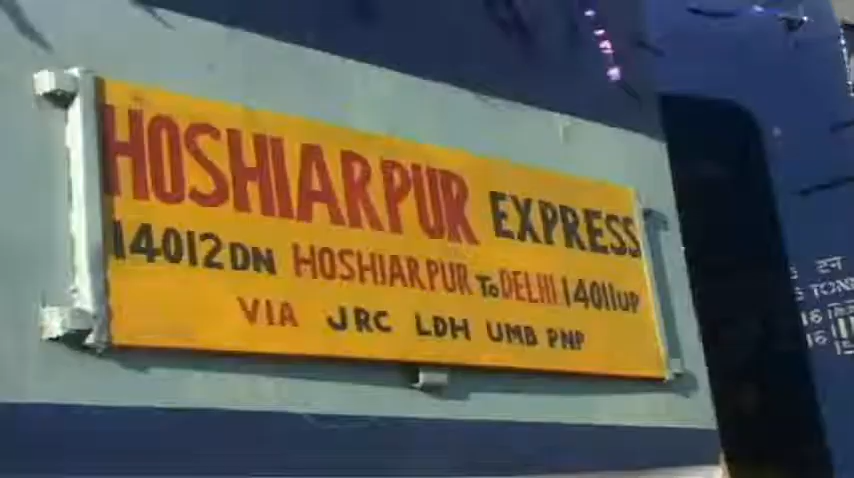 HOSHIARPUR EXPRESS
14012DN HOSHIARPUR To DELHI 14011UP
VIA JRC LDH UMB PNP